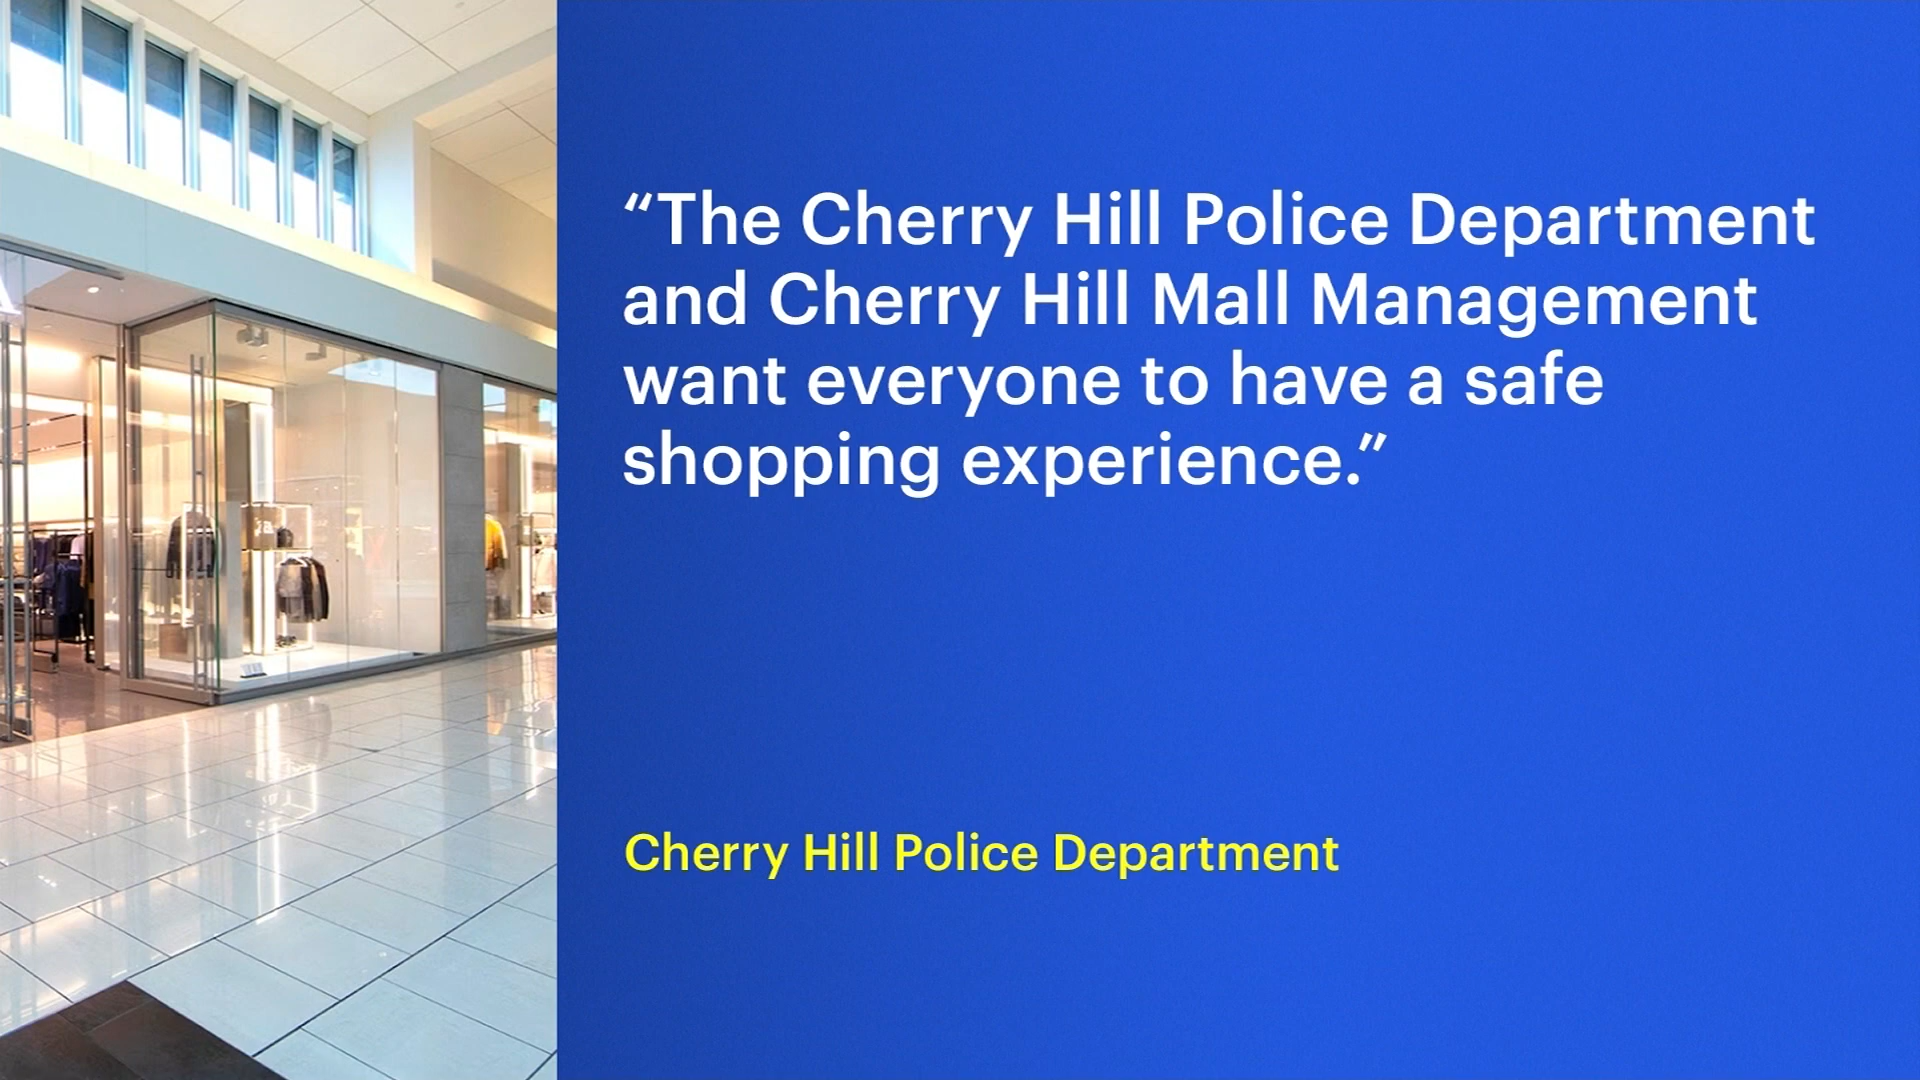 “The Cherry Hill Police Department
and Cherry Hill Mall Management
want everyone to have a safe
shopping experience.”
Cherry Hill Police Department